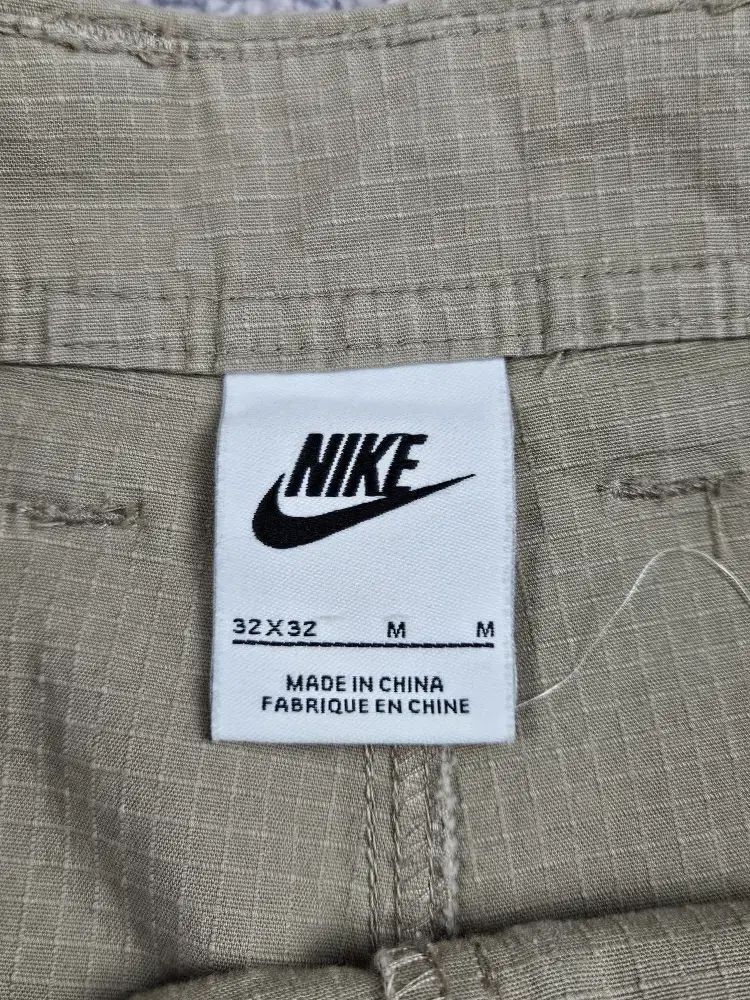 NIKE
32X32 M M
MADE IN CHINA
FABRIQUE EN CHINE